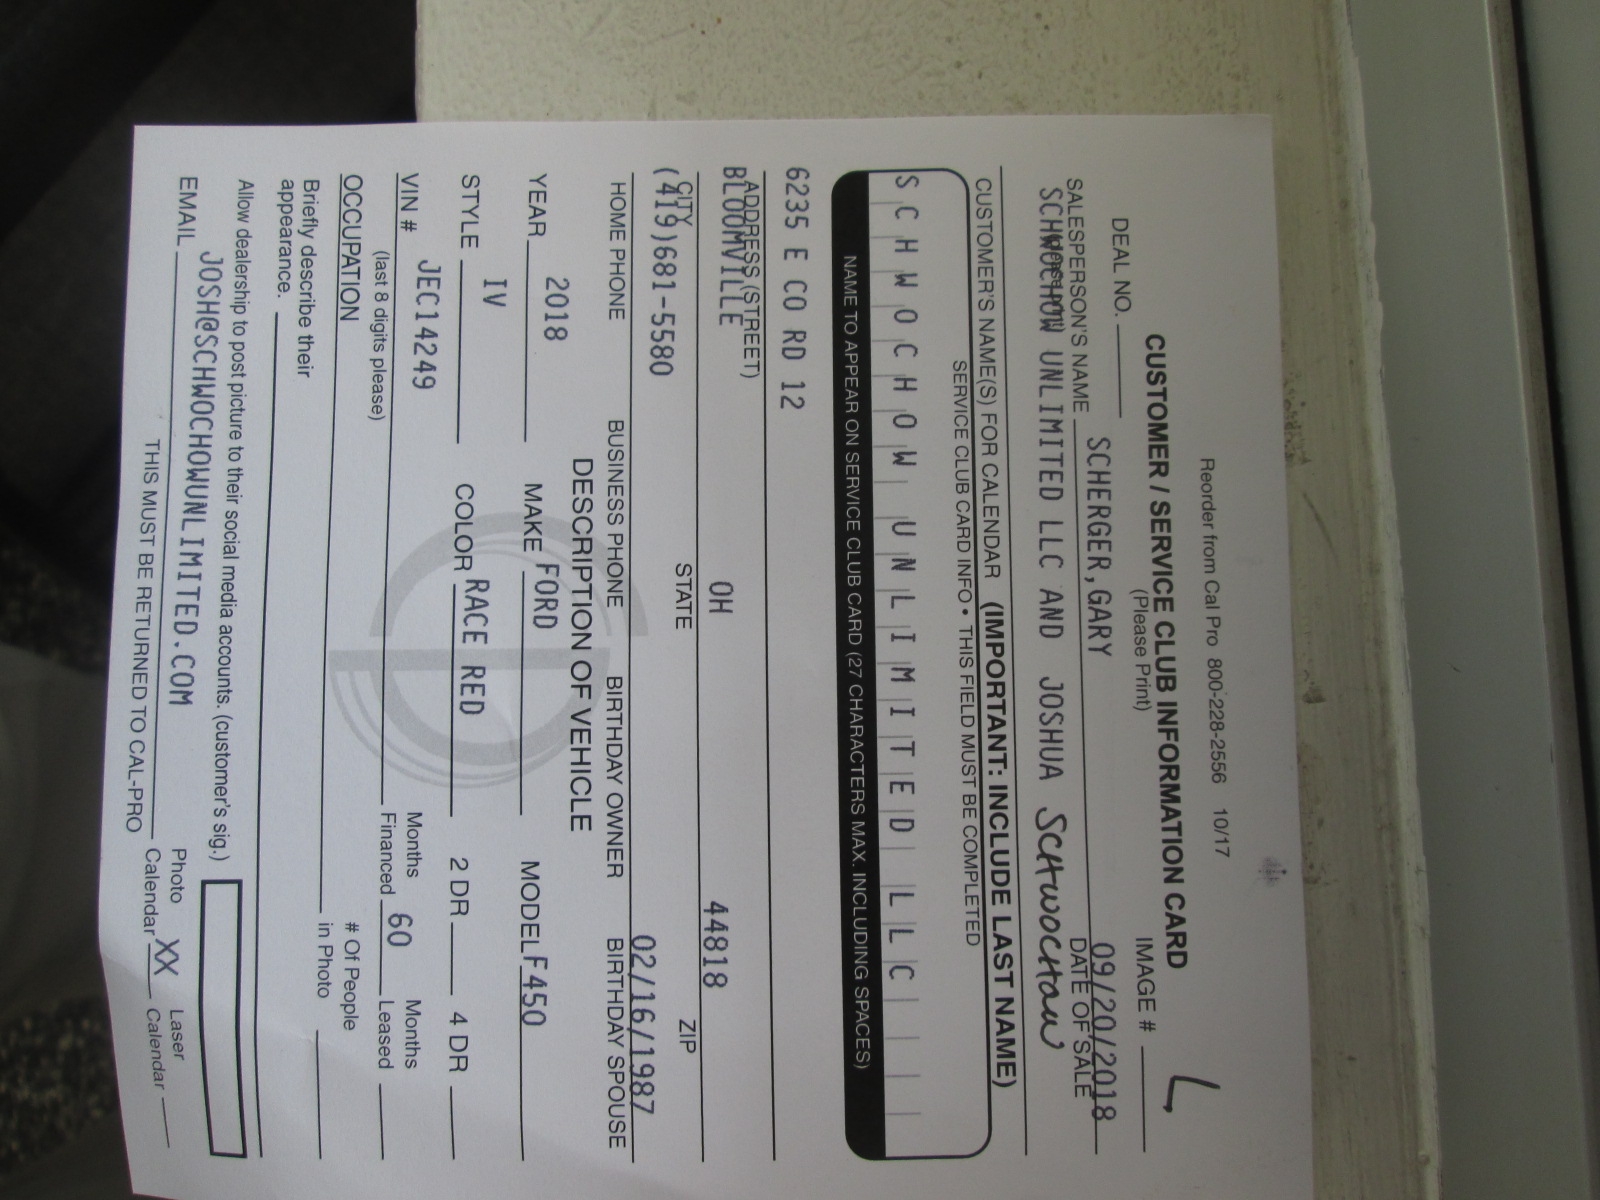 Reorder from Cal Pro 800-228-2556 10/17
CUSTOMER / SERVICE CLUB INFORMATION CARD
(Please Print)
DEAL NO. IMAGE #
SCHERGER,GARY 09/20/2018
SALESPERSON'S NAME DATE OF SALE
SCHWOCHOW UNLIMITED LLC AND JOSHUA SCHWOCHOW
CUSTOMER'S NAME(S) FOR CALENDAR (IMPORTANT: INCLUDE LAST NAME)
SERVICE CLUB CARD INFO • THIS FIELD MUST BE COMPLETED
SCHWOCHOW UNLIMITED LLC
NAME TO APPEAR ON SERVICE CLUB CARD (27 CHARACTERS MAX. INCLUDING SPACES)
6235 E CO RD 12
ADDRESS (STREET)
BLOOMVILLE OH 44818
CITY STATE ZIP
(419)681-5580 02/16/1987
HOME PHONE BUSINESS PHONE BIRTHDAY OWNER BIRTHDAY SPOUSE
DESCRIPTION OF VEHICLE
YEAR 2018 MAKE FORD MODEL F450
STYLE IV COLOR RACE RED 2 DR 4 DR
VIN # JEC14249 Months Financed 60 Months Leased
(last 8 digits please)
OCCUPATION # Of People in Photo
Briefly describe their
appearance.
Allow dealership to post picture to their social media accounts. (customer's sig.)
EMAIL JOSH@SCHWOCHOWUNLIMITED.COM Photo Calendar XX Laser Calendar
THIS MUST BE RETURNED TO CAL-PRO